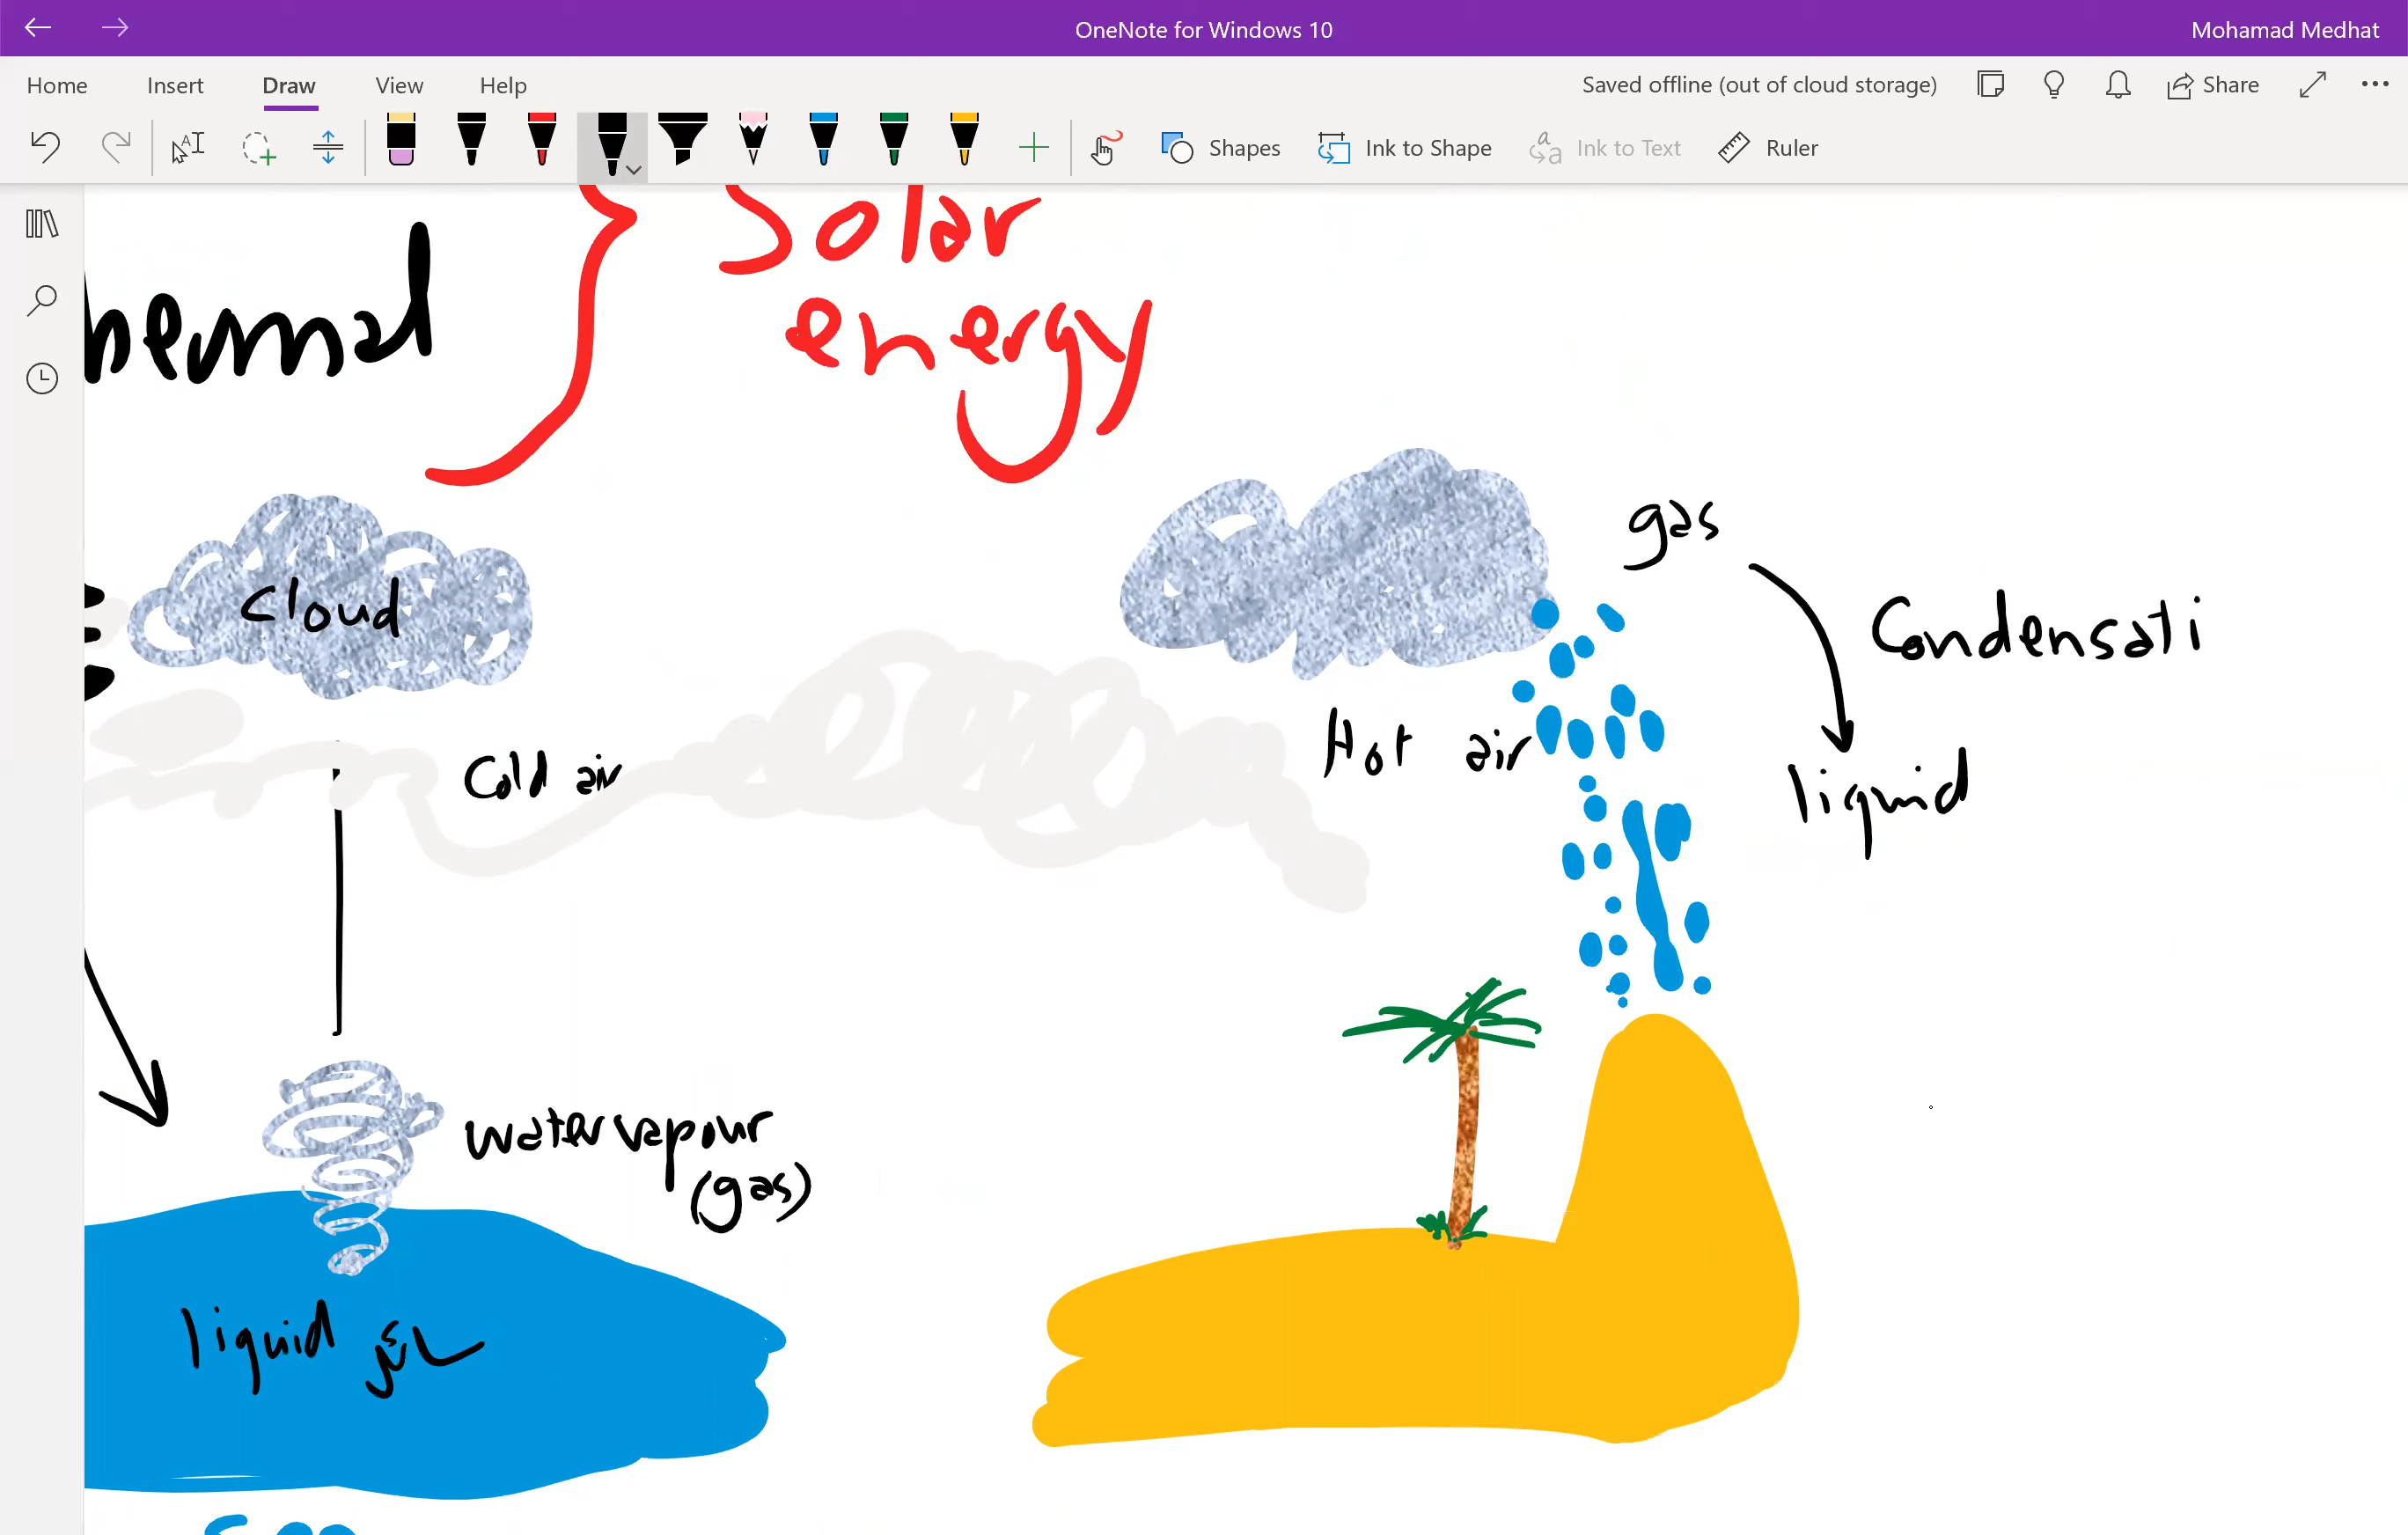 OneNote for Windows 10
Mohamad Medhat
Home Insert Draw View Help
Saved offline (out of cloud storage)
Share
Shapes
Ink to Shape
Ink to Text
Ruler
Solar
energy
hermal
Cloud
gas
Condensati
Cold air
Hot air
liquid
water vapour
(gas)
liquid